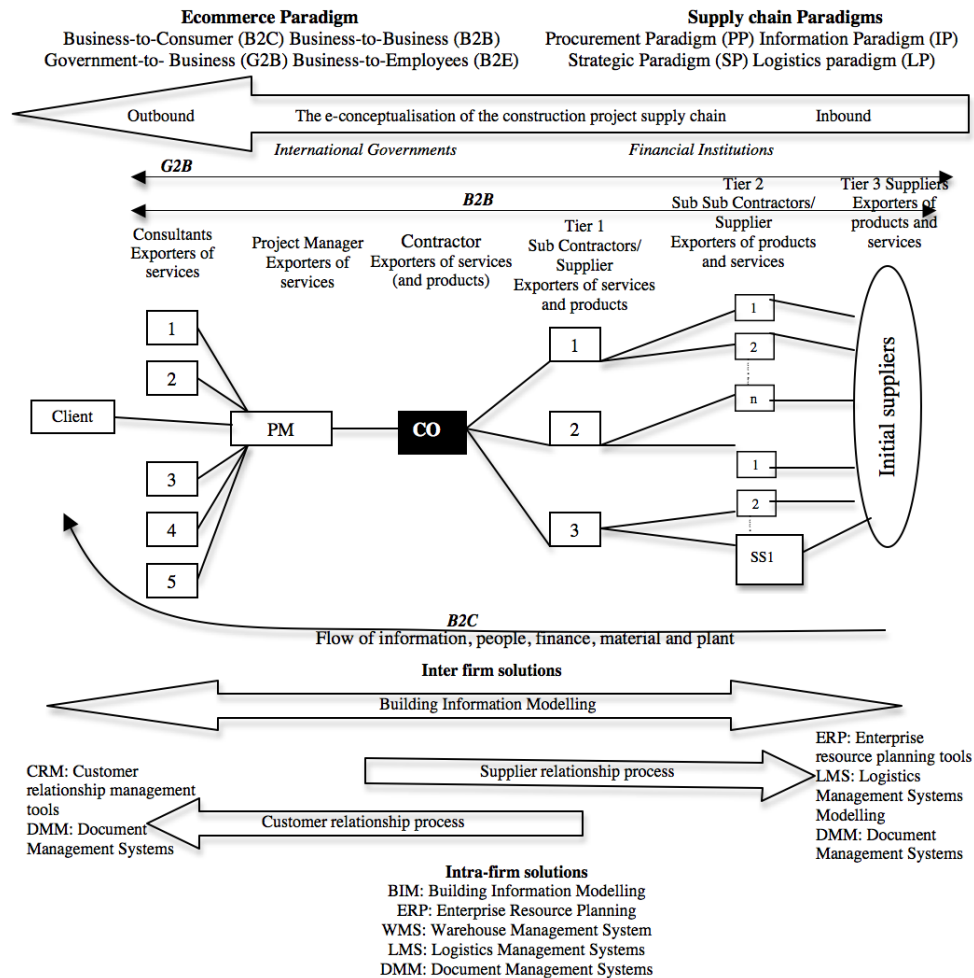 Ecommerce Paradigm
Business-to-Consumer (B2C) Business-to-Business (B2B)
Government-to- Business (G2B) Business-to-Employees (B2E)
Supply chain Paradigms
Procurement Paradigm (PP) Information Paradigm (IP)
Strategic Paradigm (SP) Logistics paradigm (LP)
Outbound
The e-conceptualisation of the construction project supply chain
Inbound
International Governments
Financial Institutions
G2B
B2B
Consultants
Exporters of
services
Project Manager
Exporters of
services
Contractor
Exporters of services
(and products)
Tier 1
Sub Contractors/
Supplier
Exporters of services
and products
Tier 2
Sub Sub Contractors/
Supplier
Exporters of products
and services
Tier 3 Suppliers
Exporters of
products and
services
1
2
Client
3
4
5
PM
CO
1
2
3
1
2
n
1
2
SS1
Initial suppliers
B2C
Flow of information, people, finance, material and plant
Inter firm solutions
Building Information Modelling
Supplier relationship process
ERP: Enterprise
resource planning tools
LMS: Logistics
Management Systems
Modelling
DMM: Document
Management Systems
CRM: Customer
relationship management
tools
DMM: Document
Management Systems
Customer relationship process
Intra-firm solutions
BIM: Building Information Modelling
ERP: Enterprise Resource Planning
WMS: Warehouse Management System
LMS: Logistics Management Systems
DMM: Document Management Systems